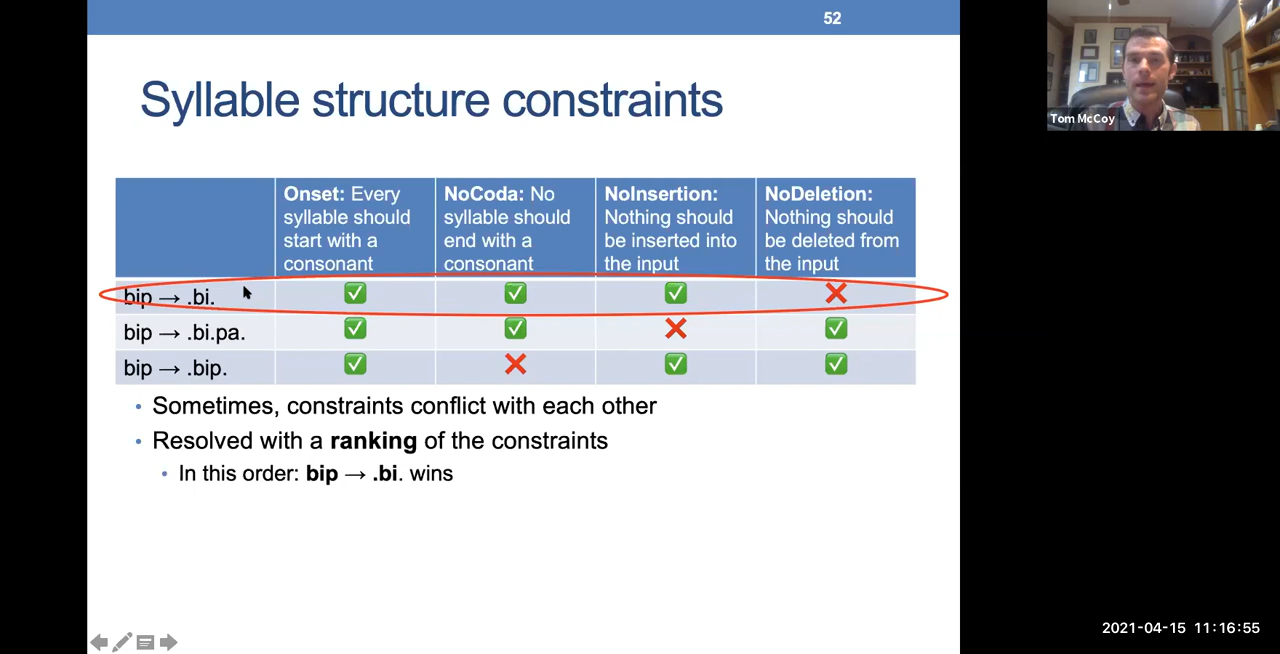 52
Tom McCoy
Syllable structure constraints
Onset: Every
syllable should
start with a
consonant
NoCoda: No
syllable should
end with a
consonant
NoInsertion:
Nothing should
be inserted into
the input
NoDeletion:
Nothing should
be deleted from
the input
bip → .bi.
bip → .bi.pa.
bip → .bip.
• Sometimes, constraints conflict with each other
• Resolved with a ranking of the constraints
• In this order: bip → .bi. wins
2021-04-15 11:16:55